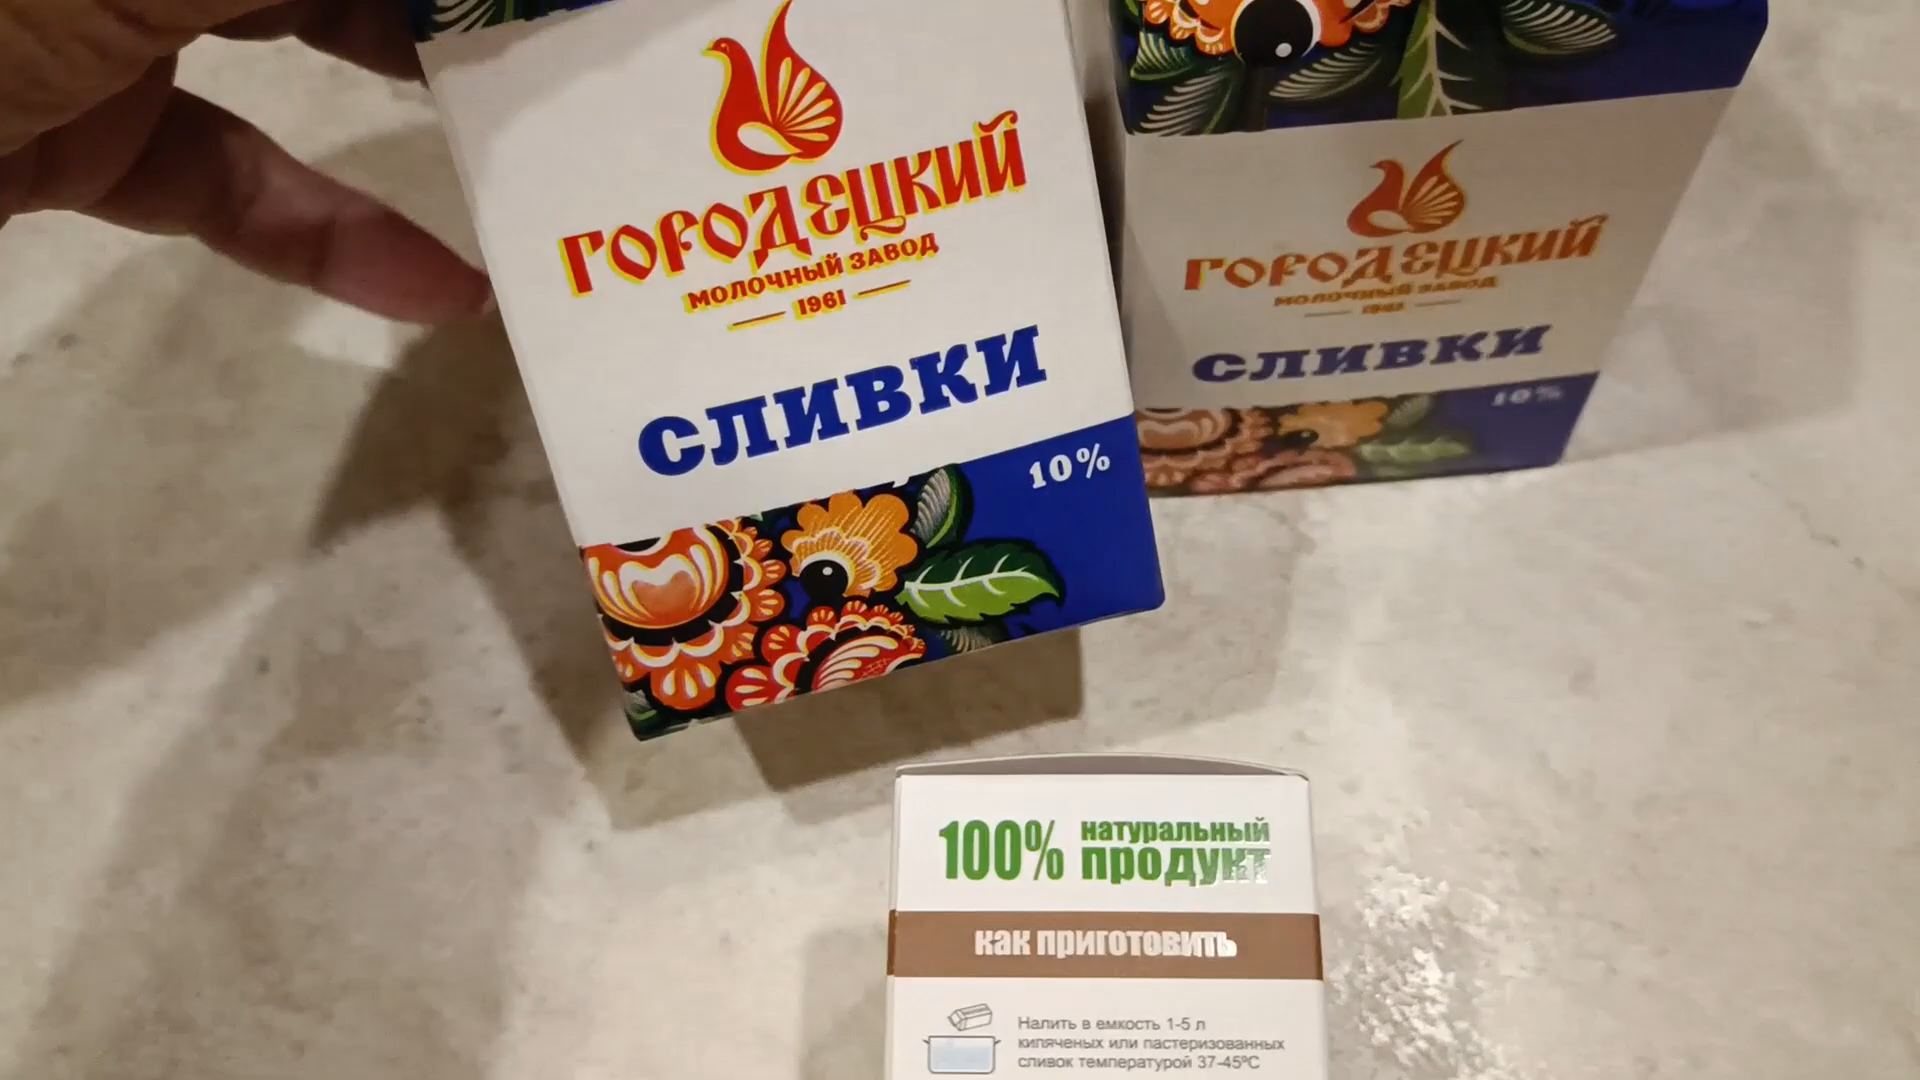 ГОРОДЕЦКИЙ
МОЛОЧНЫЙ ЗАВОД
1961
СЛИВКИ
10%
ГОРОДЕЦКИЙ
МОЛОЧНЫЙ ЗАВОД
1961
СЛИВКИ
10%
100% натуральный
продукт
как приготовить
Налить в емкость 1-5 л
кипяченых или пастеризованных
сливок температурой 37-45°C